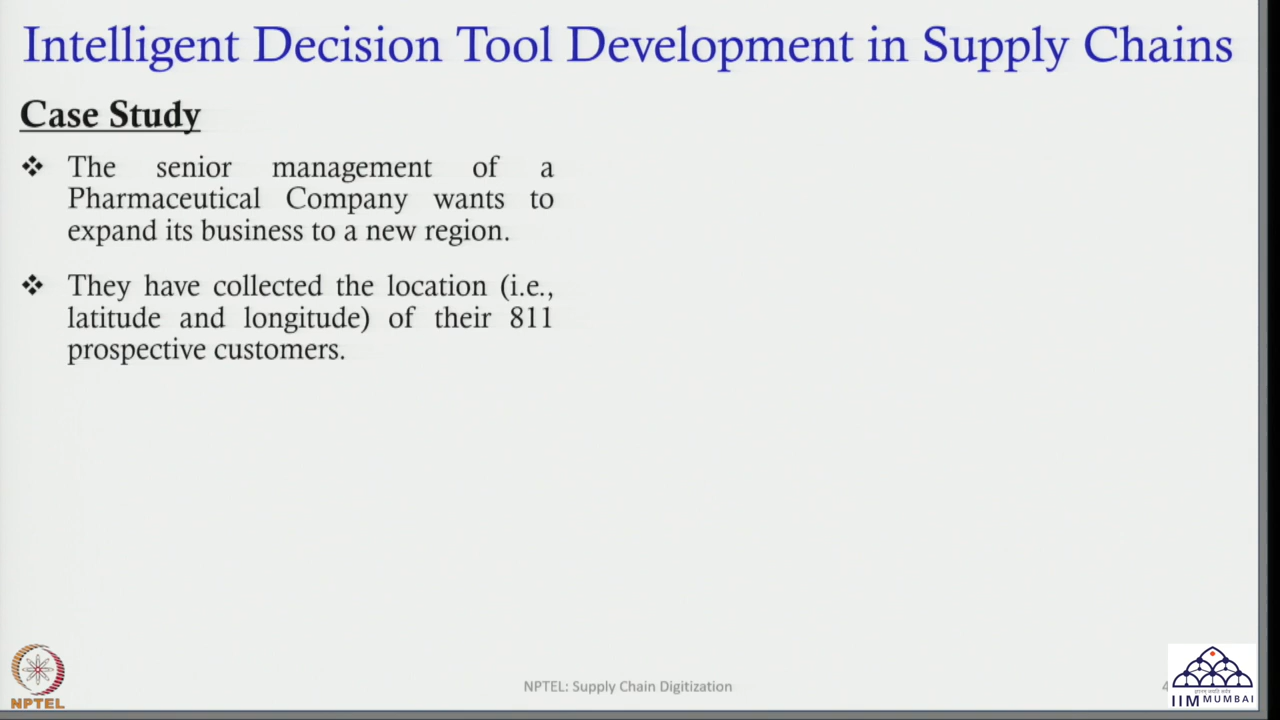 Intelligent Decision Tool Development in Supply Chains
Case Study
❖ The senior management of a
Pharmaceutical Company wants to
expand its business to a new region.
❖ They have collected the location (i.e.,
latitude and longitude) of their 811
prospective customers.
NPTEL
NPTEL: Supply Chain Digitization
4
IIM MUMBAI